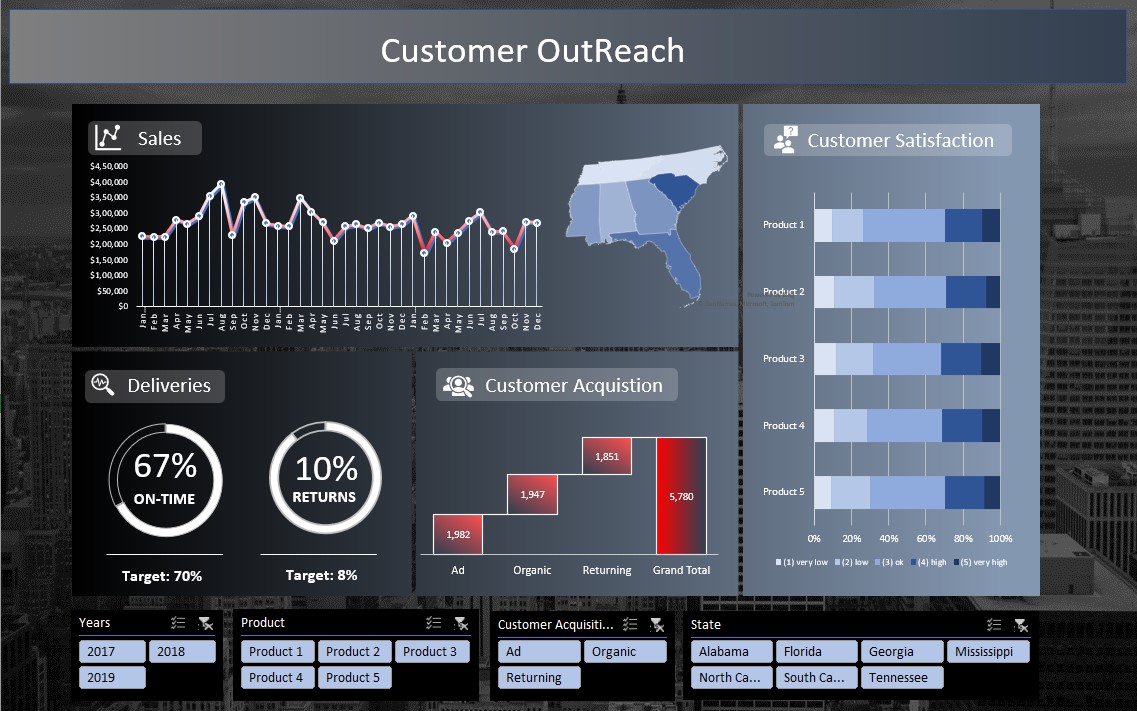 Customer OutReach
Sales
$4,50,000
$4,00,000
$3,50,000
$3,00,000
$2,50,000
$2,00,000
$1,50,000
$1,00,000
$50,000
$0
Jan... Feb Mar Apr May Jun Jul Aug Sep Oct Nov Dec Jan... Feb Mar Apr May Jun Jul Aug Sep Oct Nov Dec Jan... Feb Mar Apr May Jun Jul Aug Sep Oct Nov Dec
Customer Satisfaction
Product 1
Product 2
Product 3
Product 4
Product 5
0% 20% 40% 60% 80% 100%
(1) very low (2) low (3) ok (4) high (5) very high
Deliveries
67%
ON-TIME
Target: 70%
10%
RETURNS
Target: 8%
Customer Acquistion
1,982
1,947
1,851
5,780
Ad Organic Returning Grand Total
Years
2017 2018
2019
Product
Product 1 Product 2 Product 3
Product 4 Product 5
Customer Acquisiti...
Ad Organic
Returning
State
Alabama Florida Georgia Mississippi
North Ca... South Ca... Tennessee